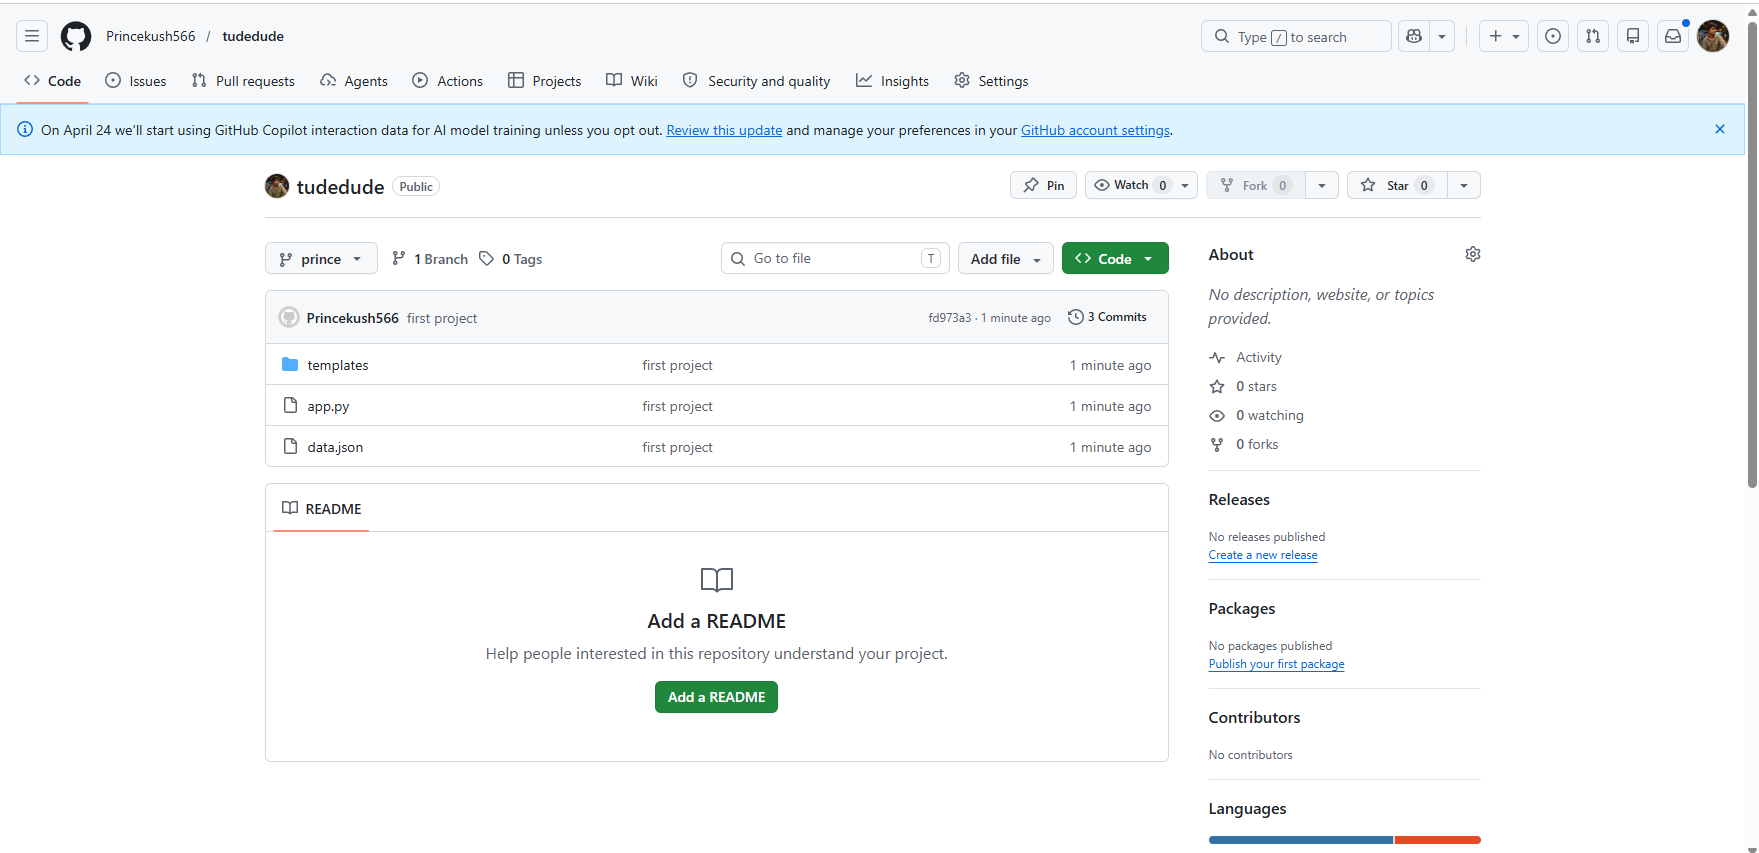 Princekush566 / tudedude
Type / to search
Code Issues Pull requests Agents Actions Projects Wiki Security and quality Insights Settings
On April 24 we'll start using GitHub Copilot interaction data for AI model training unless you opt out. Review this update and manage your preferences in your GitHub account settings.
tudedude Public
Pin Watch 0 Fork 0 Star 0
prince 1 Branch 0 Tags
Go to file T Add file Code
Princekush566 first project fd973a3 · 1 minute ago 3 Commits
templates first project 1 minute ago
app.py first project 1 minute ago
data.json first project 1 minute ago
README
Add a README
Help people interested in this repository understand your project.
Add a README
About
No description, website, or topics
provided.
Activity
0 stars
0 watching
0 forks
Releases
No releases published
Create a new release
Packages
No packages published
Publish your first package
Contributors
No contributors
Languages